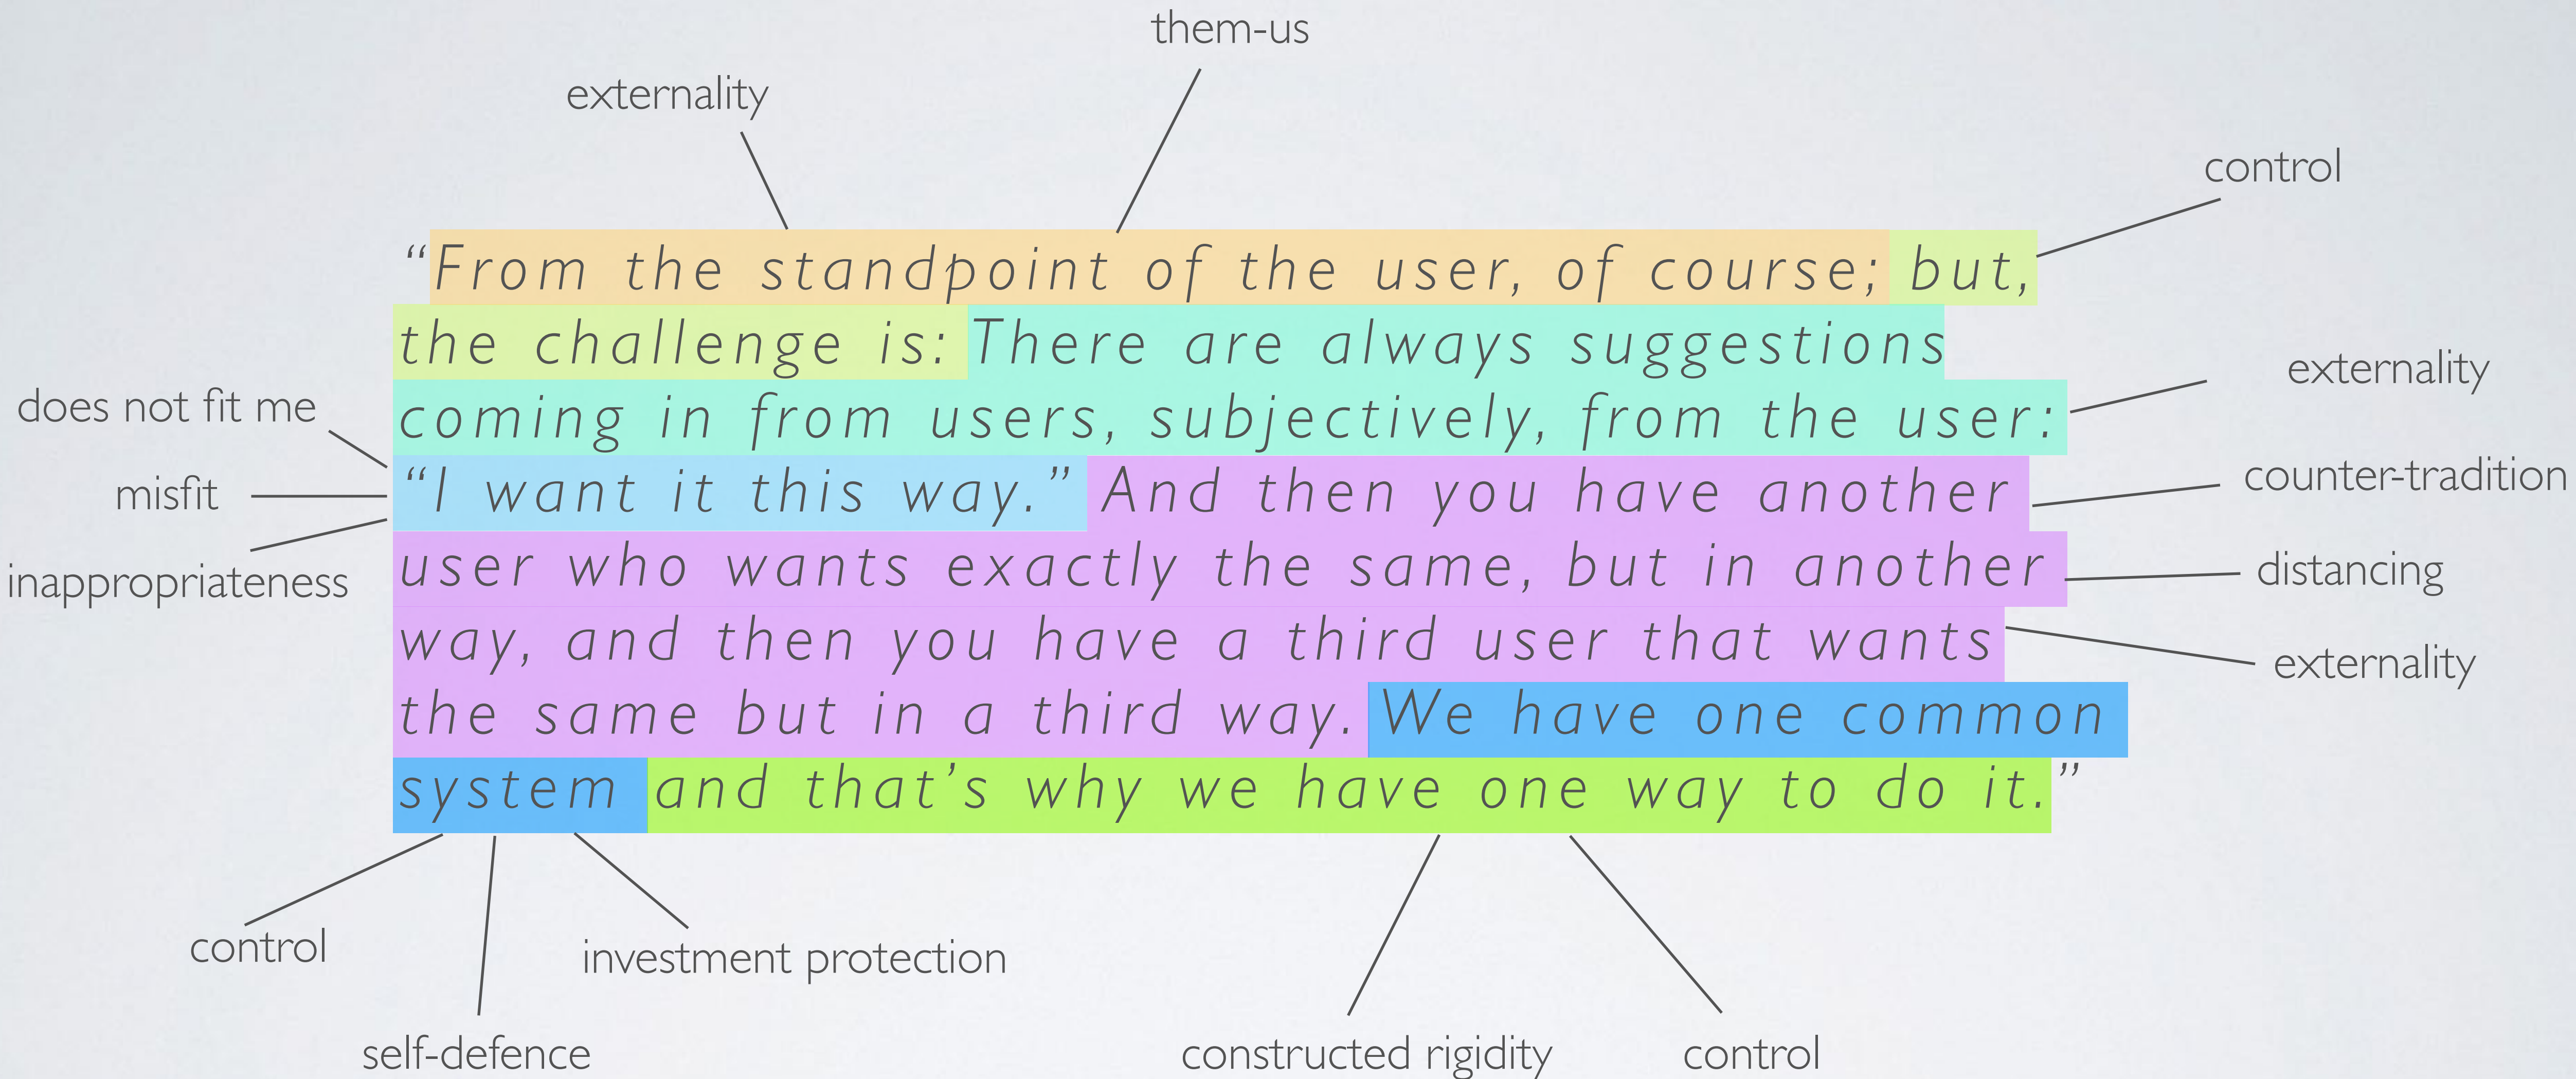 them-us
externality
control
“From the standpoint of the user, of course; but,
the challenge is: There are always suggestions
externality
coming in from users, subjectively, from the user:
does not fit me
“I want it this way.” And then you have another
counter-tradition
misfit
user who wants exactly the same, but in another
distancing
inappropriateness
way, and then you have a third user that wants
externality
the same but in a third way. We have one common
system and that’s why we have one way to do it.”
control
investment protection
self-defence
constructed rigidity
control